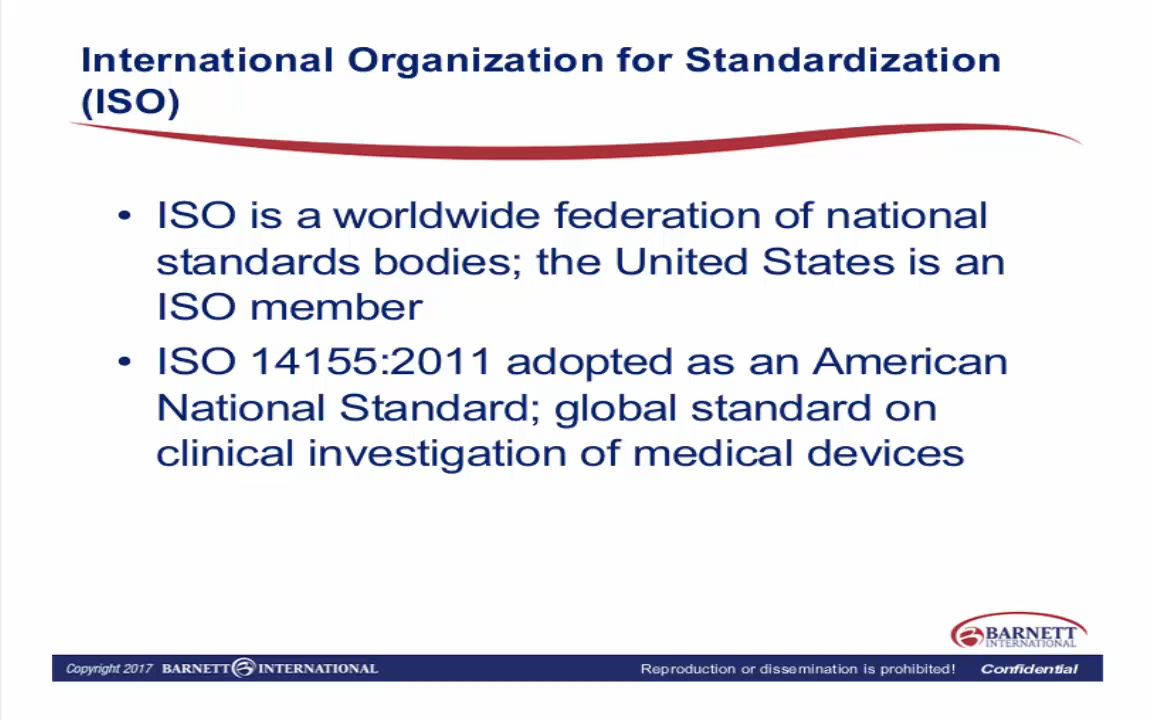 International Organization for Standardization
(ISO)
• ISO is a worldwide federation of national
standards bodies; the United States is an
ISO member
• ISO 14155:2011 adopted as an American
National Standard; global standard on
clinical investigation of medical devices
BARNETT
INTERNATIONAL
Copyright 2017 BARNETT INTERNATIONAL
Reproduction or dissemination is prohibited! Confidential